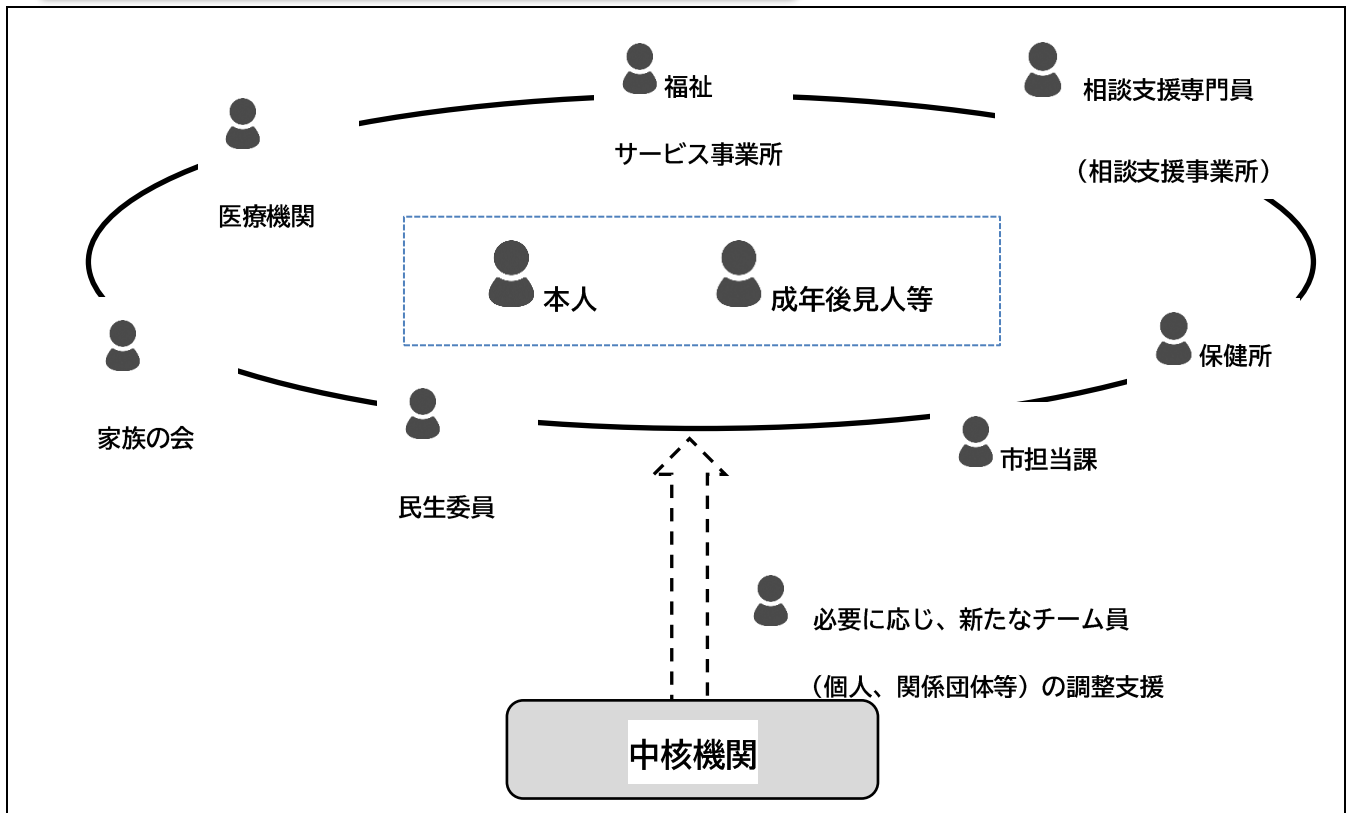 福祉
サービス事業所
相談支援専門員
（相談支援事業所）
医療機関
本人
成年後見人等
保健所
家族の会
市担当課
民生委員
必要に応じ、新たなチーム員
（個人、関係団体等）の調整支援
中核機関